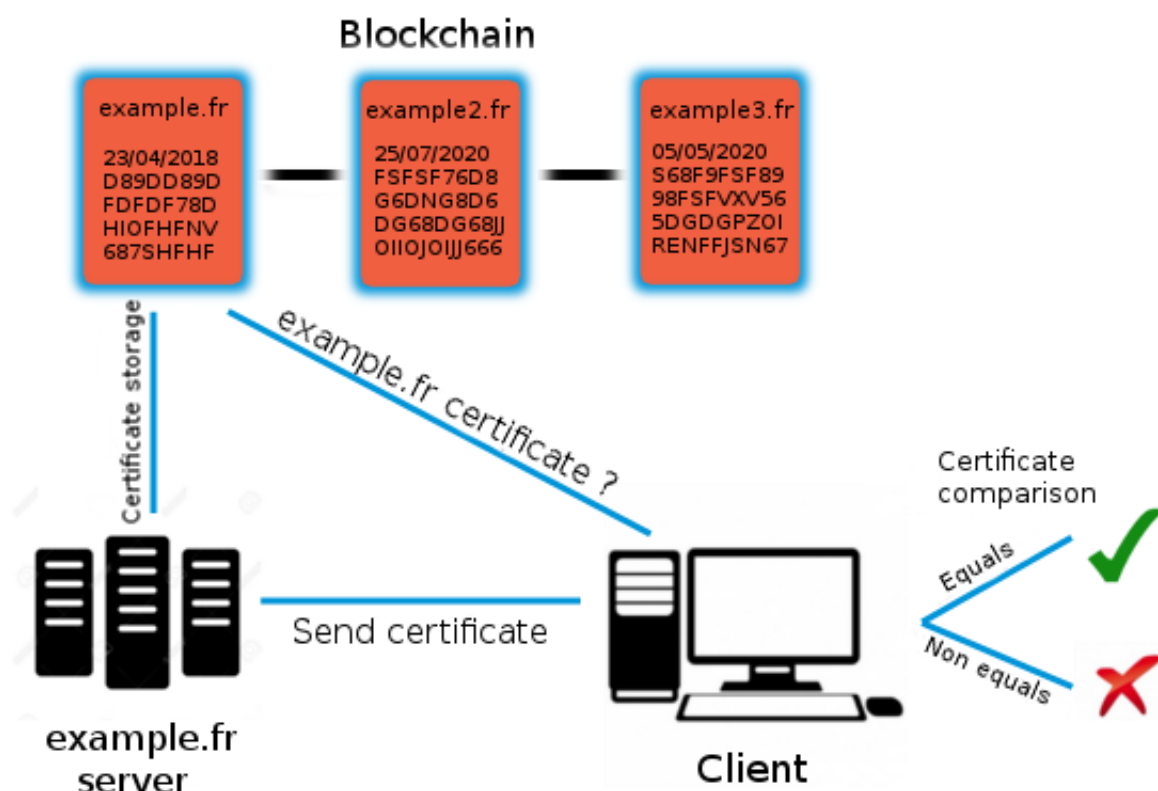 Blockchain
example.fr
23/04/2018
D89DD89D
FDFDF78D
HIOFHFNV
687SHFHF
example2.fr
25/07/2020
FSFSF76D8
G6DNG8D6
DG68DG68JJ
OIIOJOIJJ666
example3.fr
05/05/2020
S68F9FSF89
98FSFVXV56
5DGDGPZOI
RENFFJSN67
Certificate storage
example.fr certificate ?
Send certificate
example.fr
server
Client
Certificate
comparison
Equals
Non equals